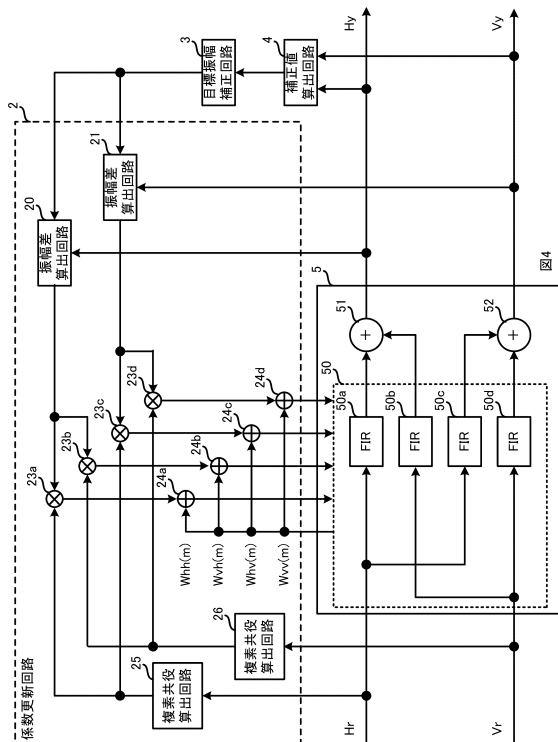 係数更新回路
2
20
振幅差
算出回路
21
振幅差
算出回路
3
目標振幅
補正回路
4
補正値
算出回路
23a
23b
23c
23d
24a
24b
24c
24d
Whh(m)
Wvh(m)
Whv(m)
Wvv(m)
25
複素共役
算出回路
26
複素共役
算出回路
5
50
50a
FIR
50b
FIR
50c
FIR
50d
FIR
51
+
52
+
Hr
Vr
Hy
Vy
図4